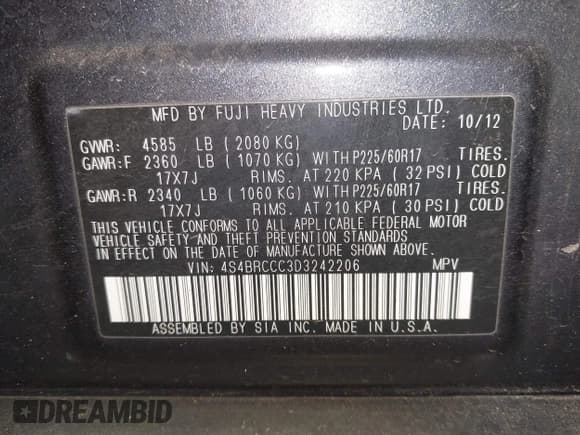 MFD BY FUJI HEAVY INDUSTRIES LTD.
DATE: 10/12
GVWR: 4585 LB ( 2080 KG)
GAWR:F 2360 LB ( 1070 KG) WITH P225/60R17 TIRES.
17X7J RIMS. AT 220 KPA ( 32 PSI) COLD
GAWR:R 2340 LB ( 1060 KG) WITH P225/60R17 TIRES.
17X7J RIMS. AT 210 KPA ( 30 PSI) COLD
THIS VEHICLE CONFORMS TO ALL APPLICABLE FEDERAL MOTOR
VEHICLE SAFETY AND THEFT PREVENTION STANDARDS
IN EFFECT ON THE DATE OF MANUFACTURE SHOWN ABOVE.
VIN: 4S4BRCCC3D3242206 MPV
ASSEMBLED BY SIA INC. MADE IN U.S.A.
DREAMBID